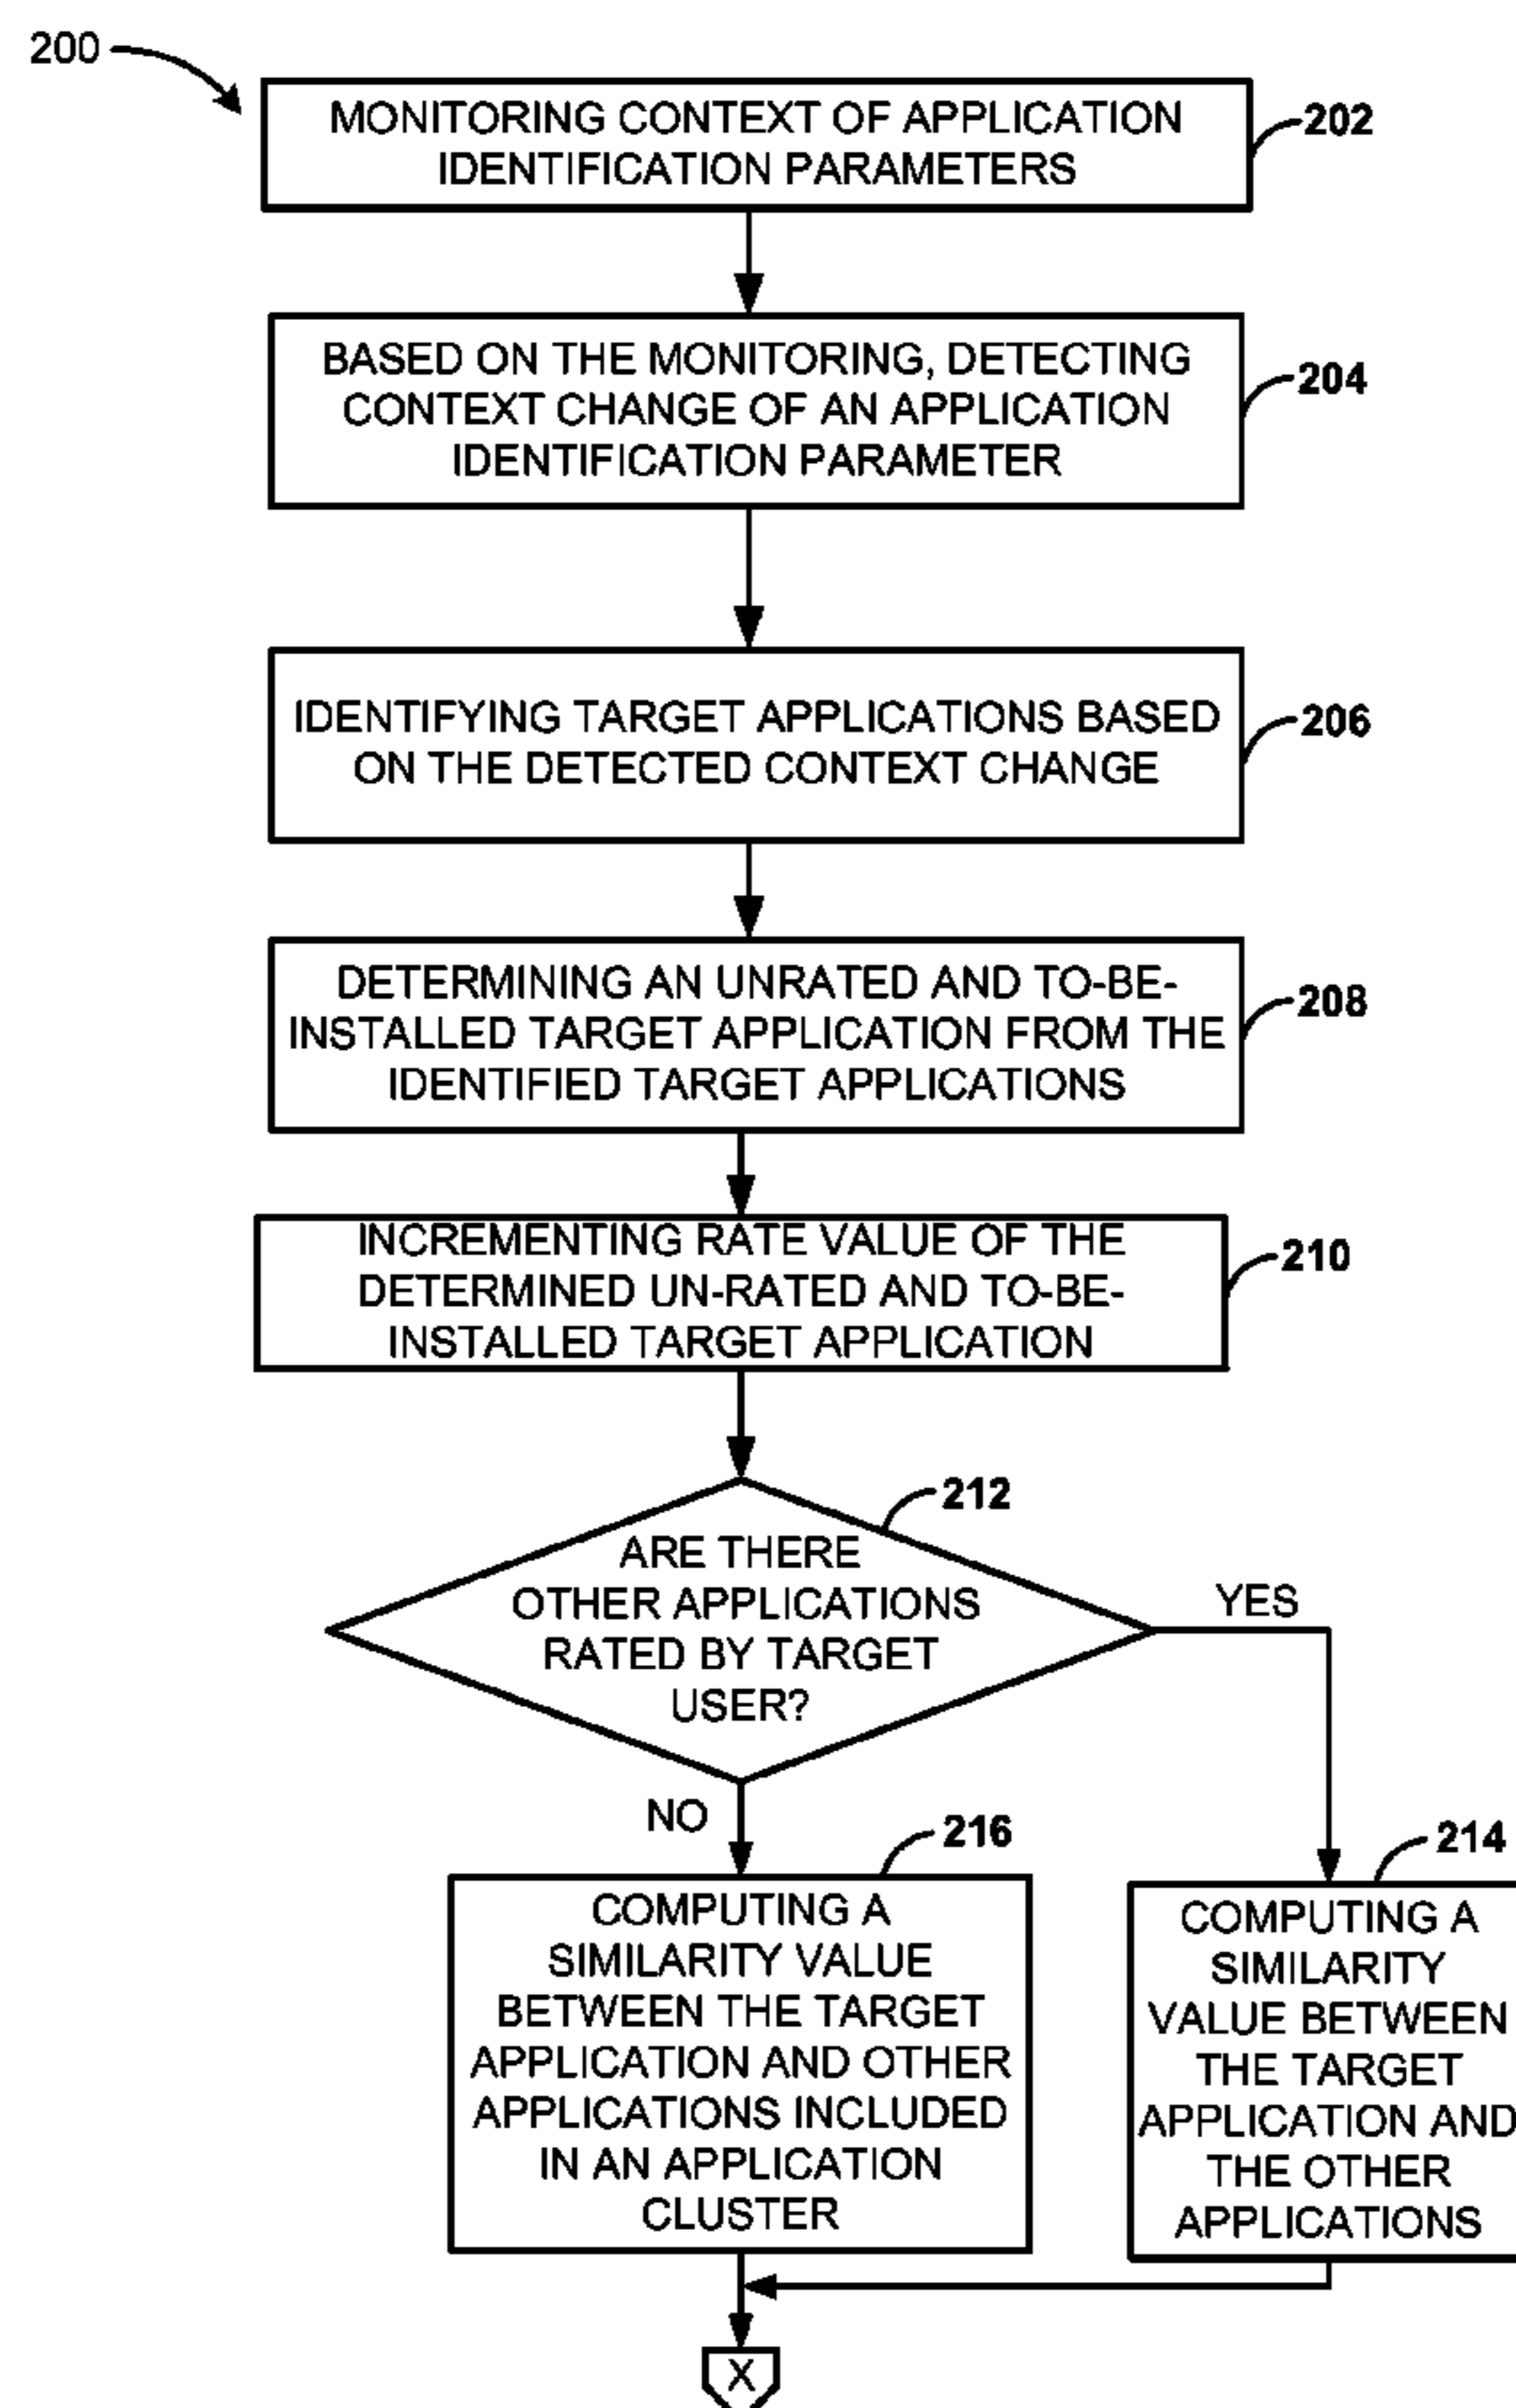 200
MONITORING CONTEXT OF APPLICATION
IDENTIFICATION PARAMETERS
202
BASED ON THE MONITORING, DETECTING
CONTEXT CHANGE OF AN APPLICATION
IDENTIFICATION PARAMETER
204
IDENTIFYING TARGET APPLICATIONS BASED
ON THE DETECTED CONTEXT CHANGE
206
DETERMINING AN UNRATED AND TO-BE-
INSTALLED TARGET APPLICATION FROM THE
IDENTIFIED TARGET APPLICATIONS
208
INCREMENTING RATE VALUE OF THE
DETERMINED UN-RATED AND TO-BE-
INSTALLED TARGET APPLICATION
210
212
ARE THERE
OTHER APPLICATIONS
RATED BY TARGET
USER?
YES
NO
216
COMPUTING A
SIMILARITY VALUE
BETWEEN THE TARGET
APPLICATION AND OTHER
APPLICATIONS INCLUDED
IN AN APPLICATION
CLUSTER
214
COMPUTING A
SIMILARITY
VALUE BETWEEN
THE TARGET
APPLICATION AND
THE OTHER
APPLICATIONS
X